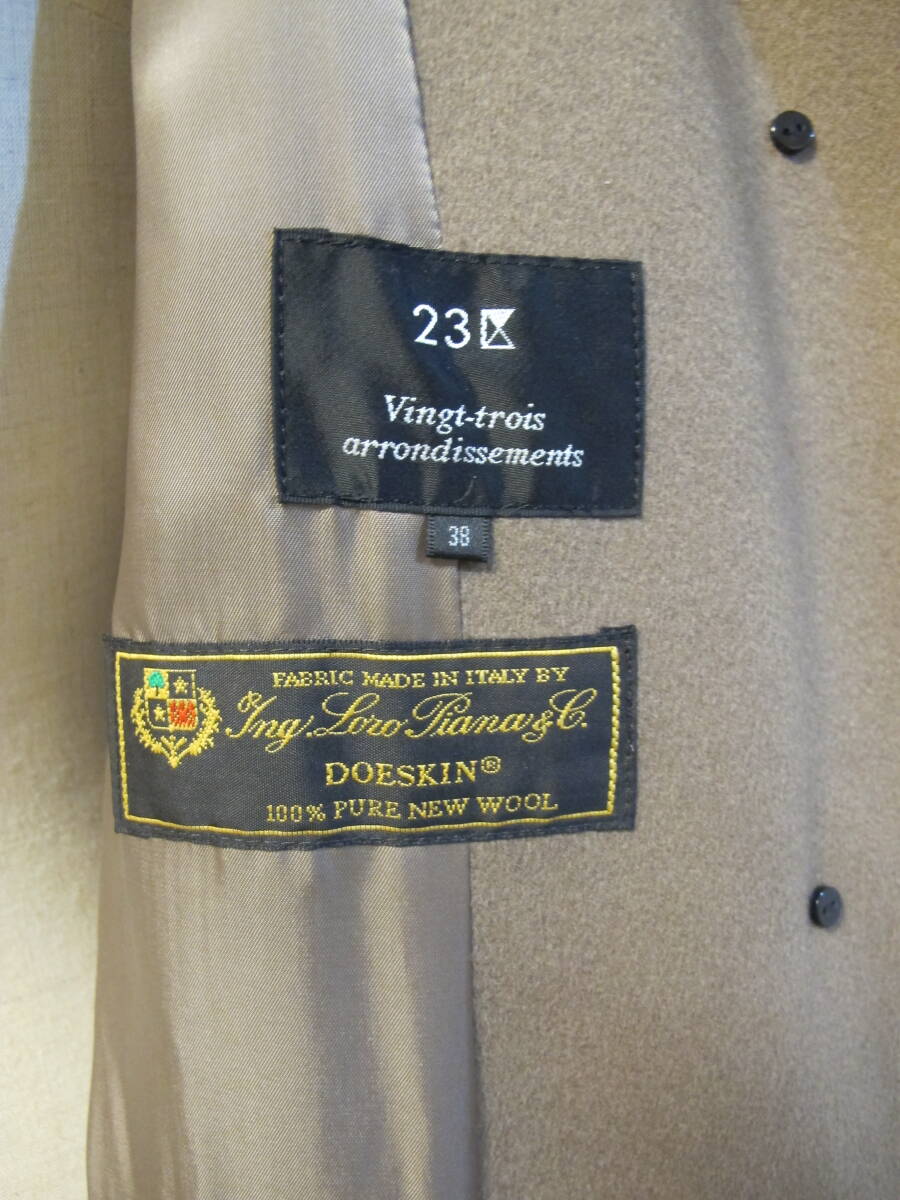 23区
Vingt-trois
arrondissements
38
FABRIC MADE IN ITALY BY
Ing. Loro Piana & C.
DOESKIN®
100% PURE NEW WOOL